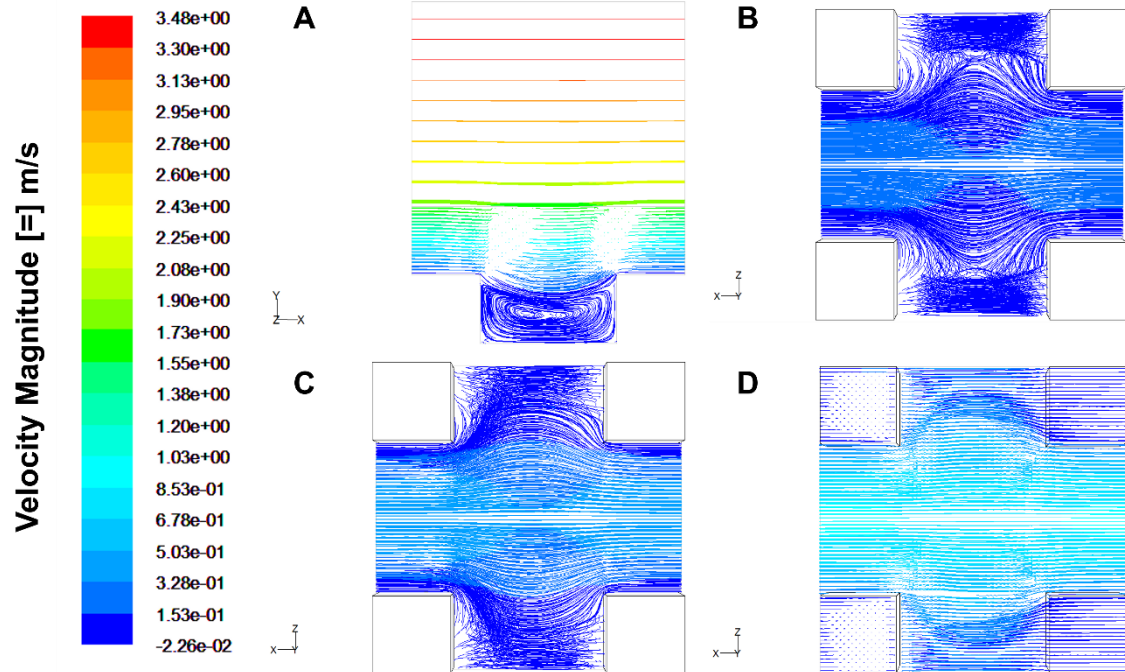 Velocity Magnitude [=] m/s
3.48e+00
3.30e+00
3.13e+00
2.95e+00
2.78e+00
2.60e+00
2.43e+00
2.25e+00
2.08e+00
1.90e+00
1.73e+00
1.55e+00
1.38e+00
1.20e+00
1.03e+00
8.53e-01
6.78e-01
5.03e-01
3.28e-01
1.53e-01
-2.26e-02
A
Y
Z X
B
Z
X Y
C
Z
X Y
D
Z
X Y